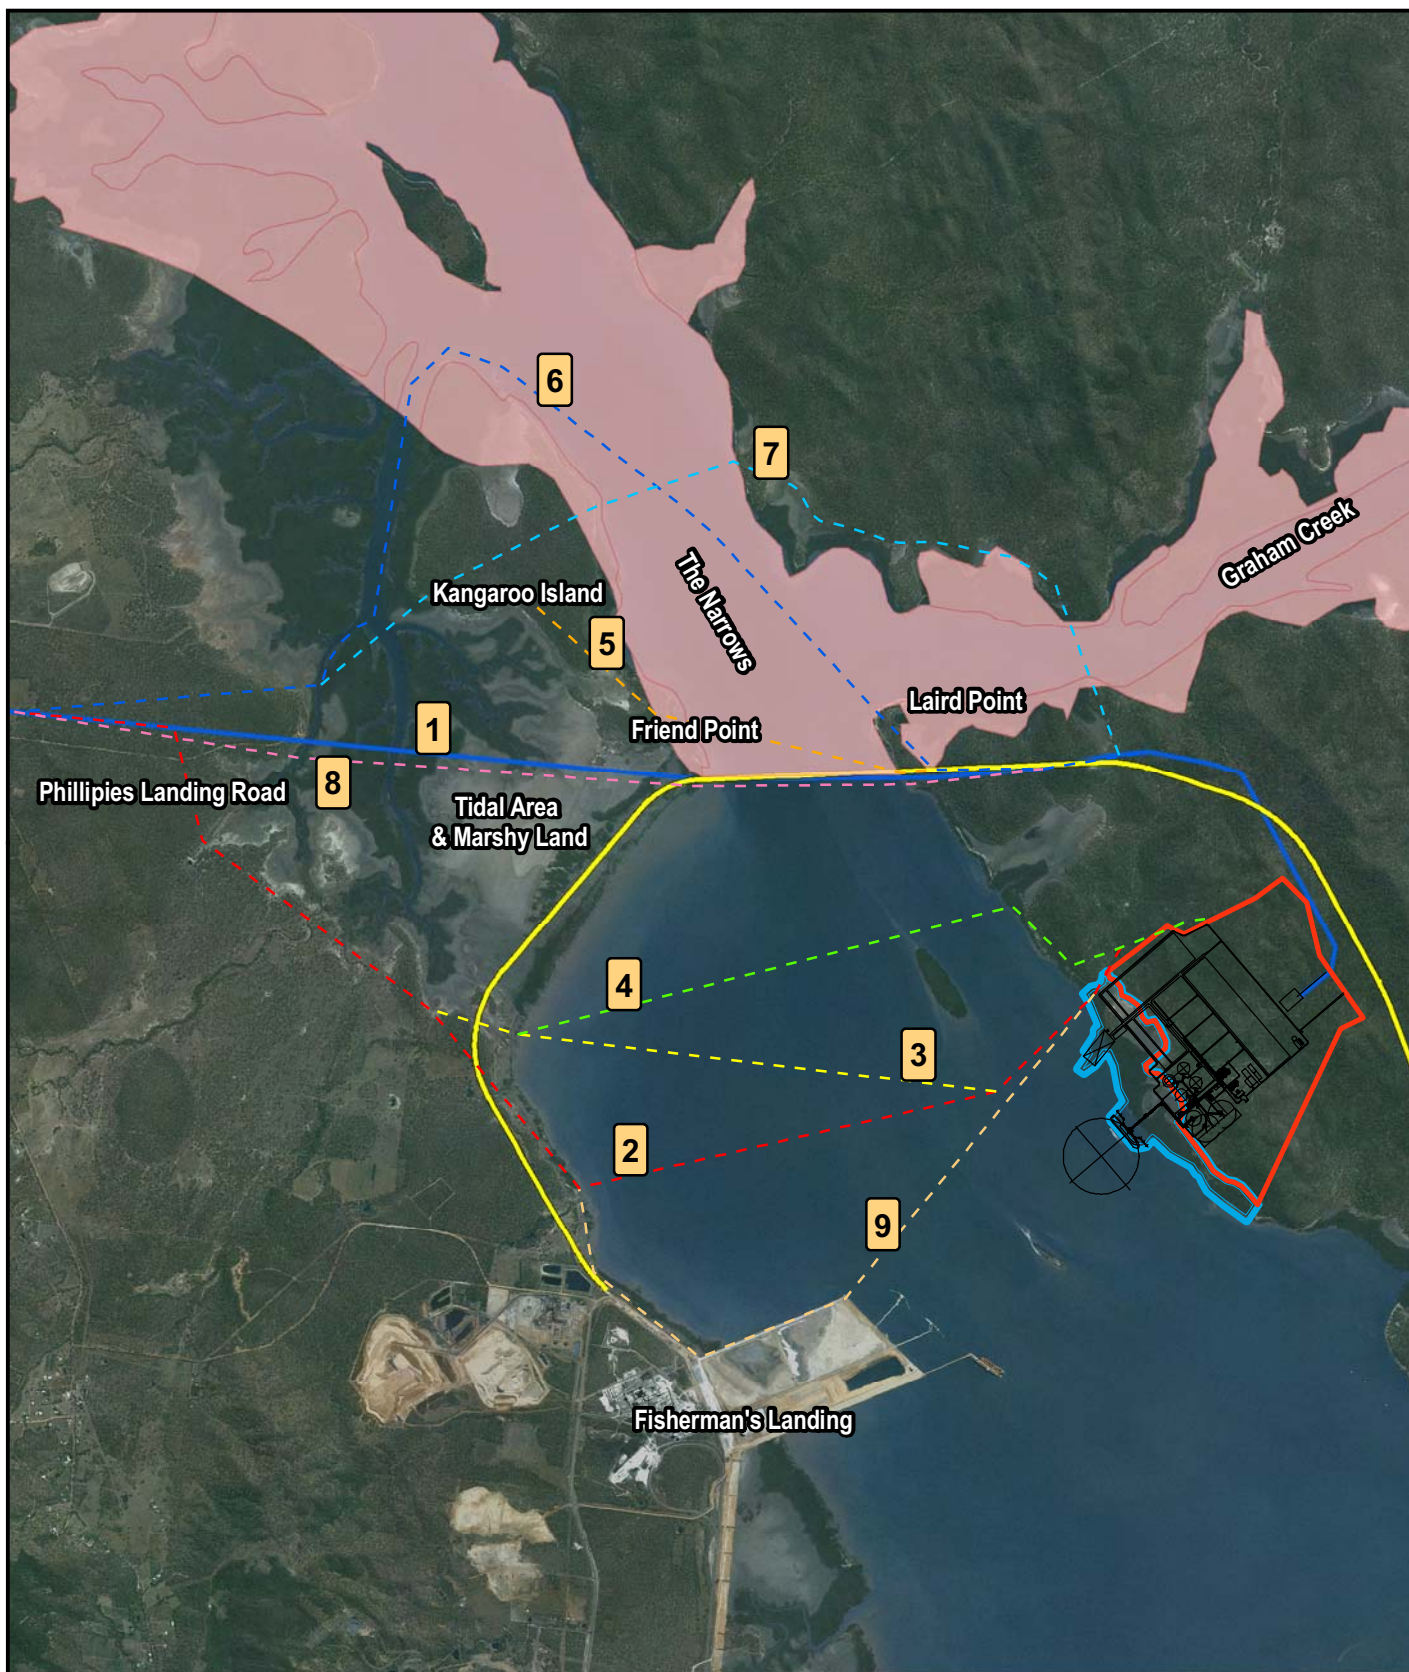 6
7
Graham Creek
Kangaroo Island
The Narrows
5
Laird Point
1
Friend Point
8
Phillipies Landing Road
Tidal Area
& Marshy Land
4
3
2
9
Fisherman's Landing